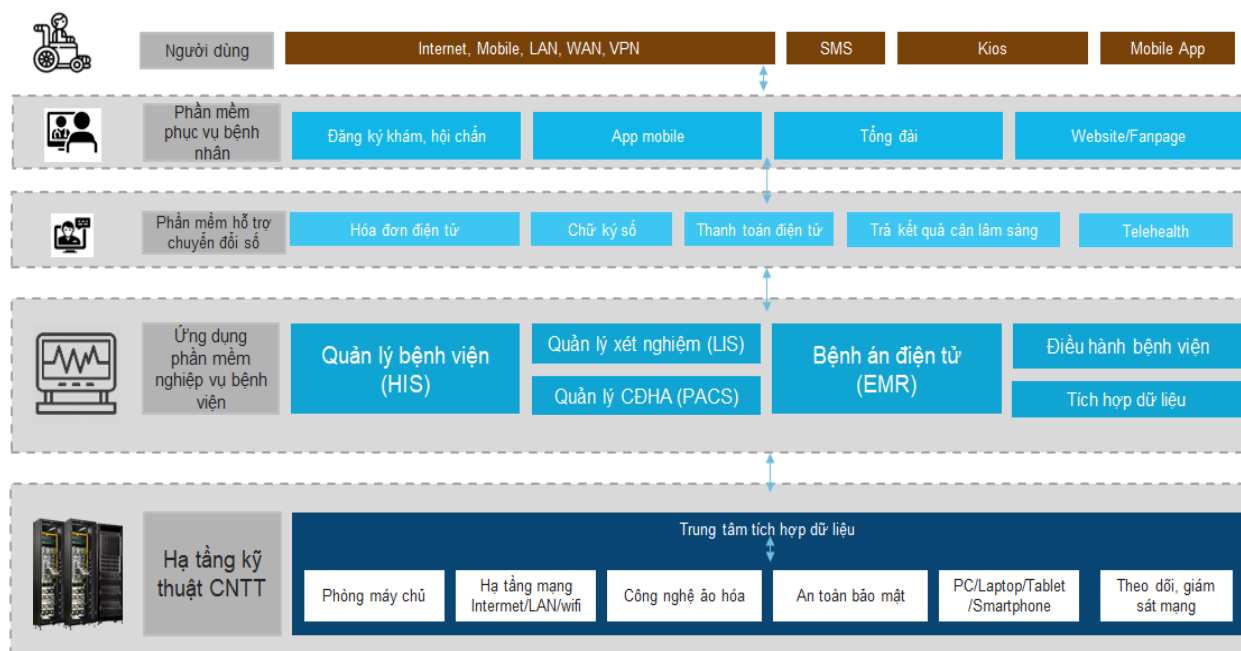 Người dùng
Internet, Mobile, LAN, WAN, VPN
SMS
Kios
Mobile App
Phần mềm
phục vụ bệnh
nhân
Đăng ký khám, hội chẩn
App mobile
Tổng đài
Website/Fanpage
Phần mềm hỗ trợ
chuyển đổi số
Hóa đơn điện tử
Chữ ký số
Thanh toán điện tử
Trả kết quả cận lâm sàng
Telehealth
Ứng dụng
phần mềm
nghiệp vụ bệnh
viện
Quản lý bệnh viện
(HIS)
Quản lý xét nghiệm (LIS)
Quản lý CĐHA (PACS)
Bệnh án điện tử
(EMR)
Điều hành bệnh viện
Tích hợp dữ liệu
Hạ tầng kỹ
thuật CNTT
Trung tâm tích hợp dữ liệu
Phòng máy chủ
Hạ tầng mạng
Internet/LAN/wifi
Công nghệ ảo hóa
An toàn bảo mật
PC/Laptop/Tablet
/Smartphone
Theo dõi, giám
sát mạng